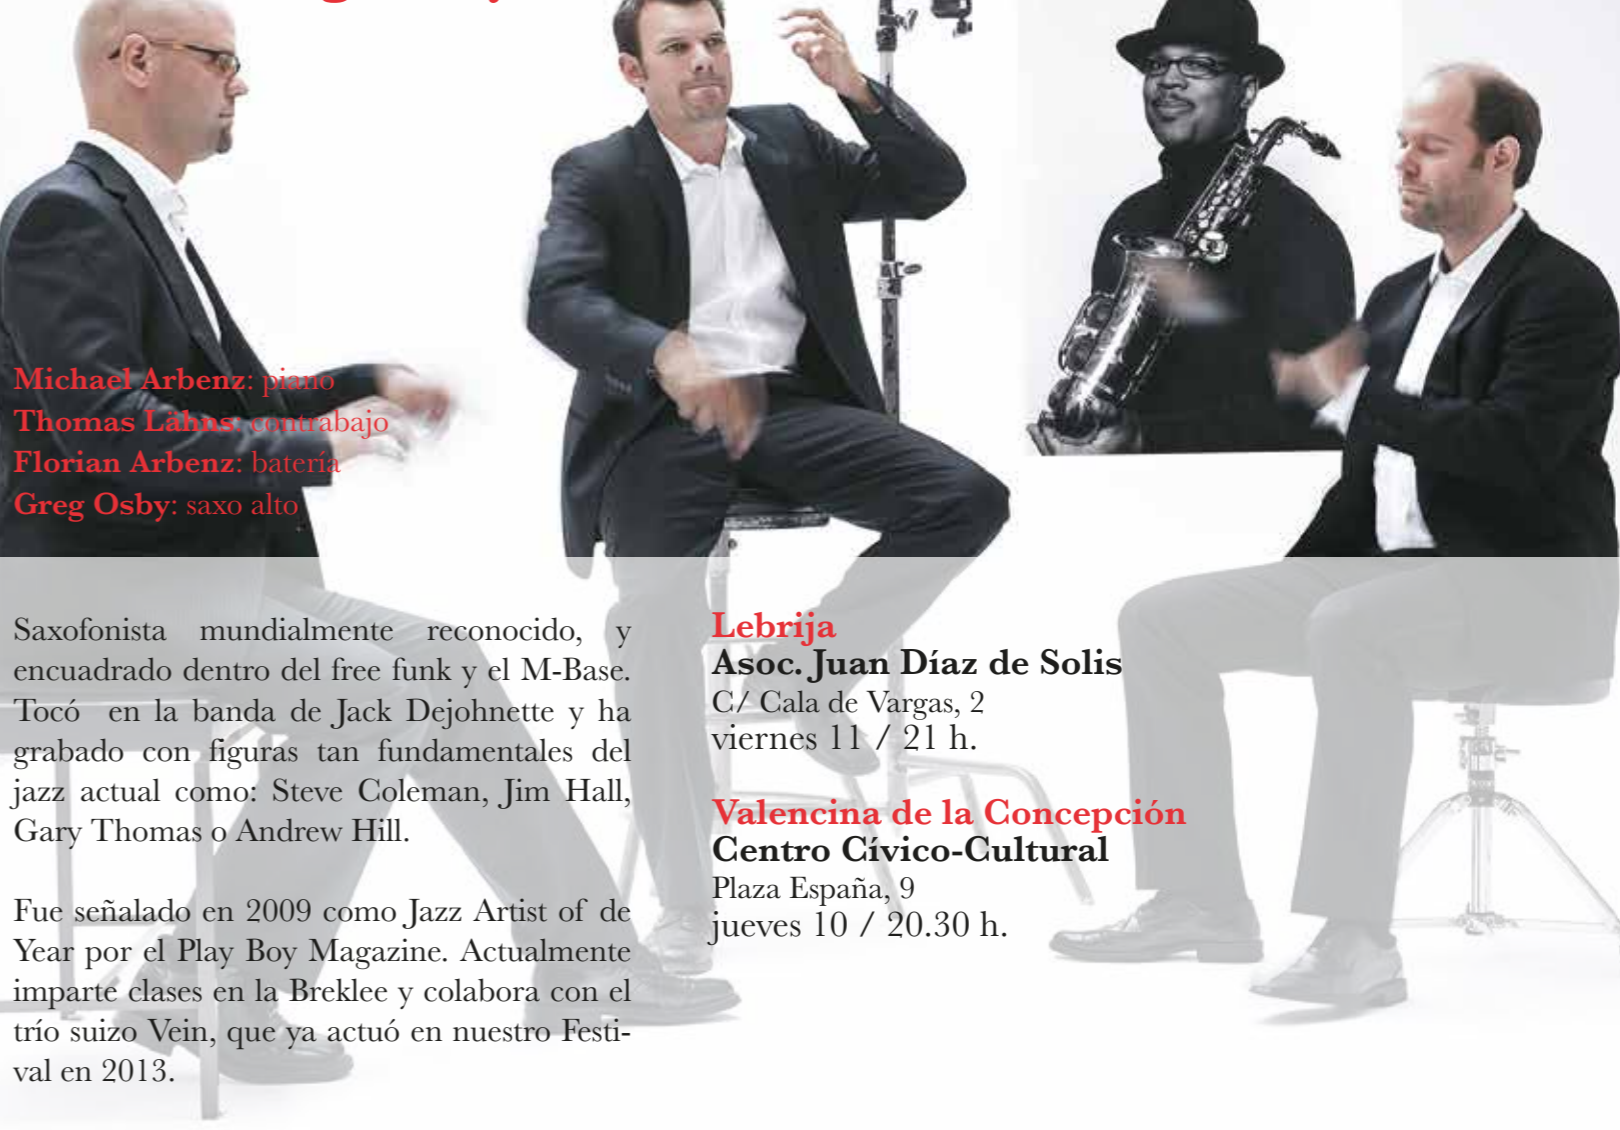 Michael Arbenz: piano
Thomas Lähns: contrabajo
Florian Arbenz: batería
Greg Osby: saxo alto
Saxofonista mundialmente reconocido, y
encuadrado dentro del free funk y el M-Base.
Tocó en la banda de Jack Dejohnette y ha
grabado con figuras tan fundamentales del
jazz actual como: Steve Coleman, Jim Hall,
Gary Thomas o Andrew Hill.
Fue señalado en 2009 como Jazz Artist of de
Year por el Play Boy Magazine. Actualmente
imparte clases en la Breklee y colabora con el
trío suizo Vein, que ya actuó en nuestro Festi-
val en 2013.
Lebrija
Asoc. Juan Díaz de Solis
C/ Cala de Vargas, 2
viernes 11 / 21 h.
Valencina de la Concepción
Centro Cívico-Cultural
Plaza España, 9
jueves 10 / 20.30 h.